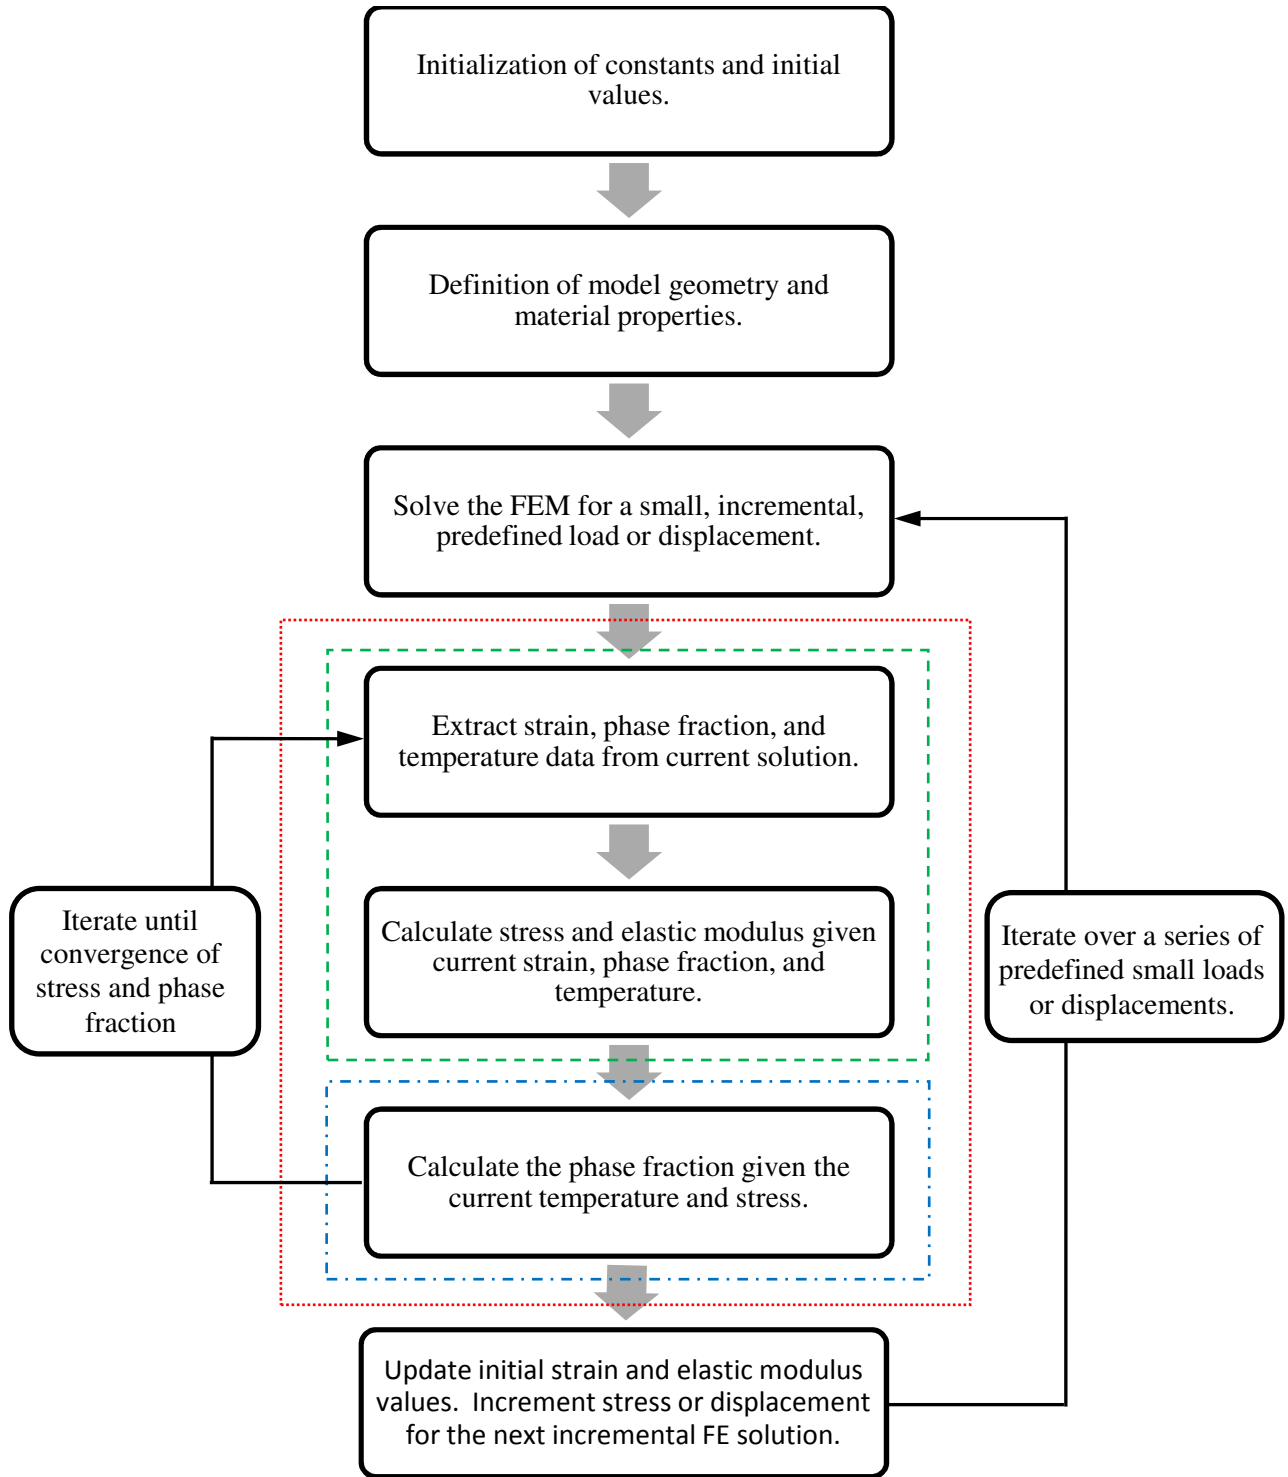 Initialization of constants and initial
values.
Definition of model geometry and
material properties.
Solve the FEM for a small, incremental,
predefined load or displacement.
Extract strain, phase fraction, and
temperature data from current solution.
Calculate stress and elastic modulus given
current strain, phase fraction, and
temperature.
Iterate until
convergence of
stress and phase
fraction
Iterate over a series of
predefined small loads
or displacements.
Calculate the phase fraction given the
current temperature and stress.
Update initial strain and elastic modulus
values.  Increment stress or displacement
for the next incremental FE solution.